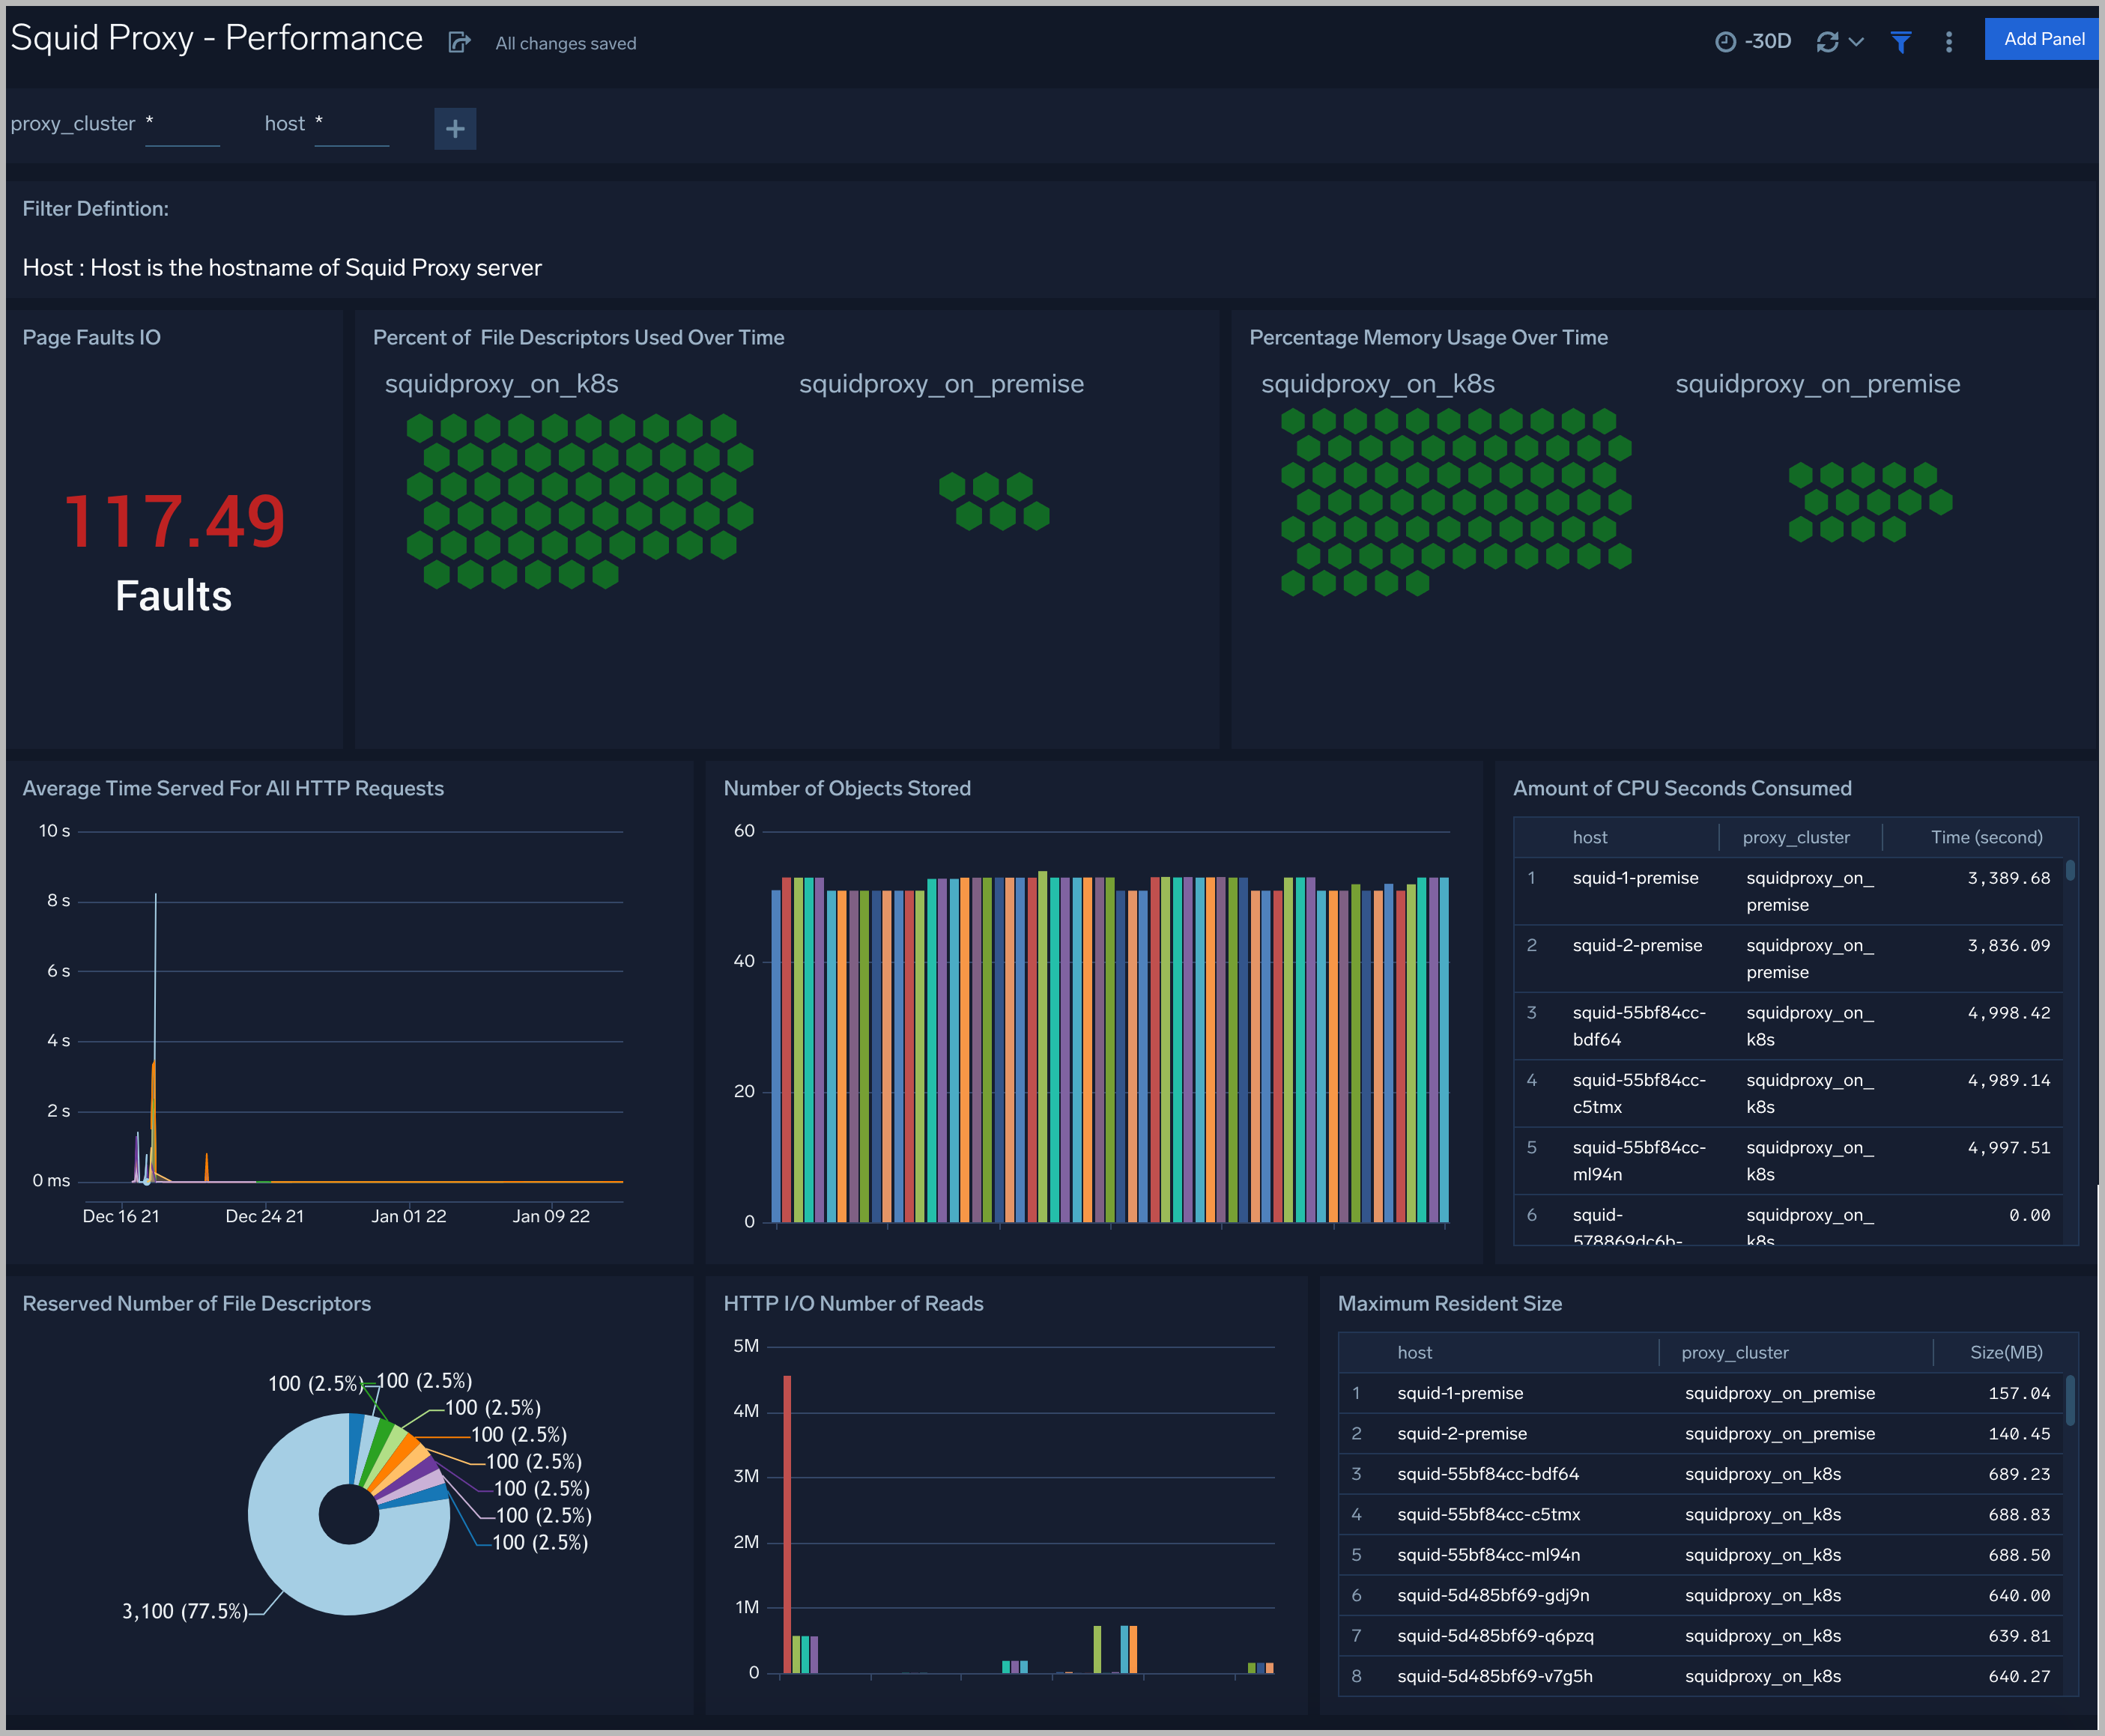 Squid Proxy - Performance
All changes saved
-30D
Add Panel
proxy_cluster *
host *
Filter Defintion:
Host : Host is the hostname of Squid Proxy server
Page Faults IO
117.49
Faults
Percent of File Descriptors Used Over Time
squidproxy_on_k8s
squidproxy_on_premise
Percentage Memory Usage Over Time
squidproxy_on_k8s
squidproxy_on_premise
Average Time Served For All HTTP Requests
10 s
8 s
6 s
4 s
2 s
0 ms
Dec 16 21
Dec 24 21
Jan 01 22
Jan 09 22
Number of Objects Stored
60
40
20
0
Amount of CPU Seconds Consumed
host proxy_cluster Time (second)
1 squid-1-premise squidproxy_on_ 3,389.68
premise
2 squid-2-premise squidproxy_on_ 3,836.09
premise
3 squid-55bf84cc- squidproxy_on_ 4,998.42
bdf64 k8s
4 squid-55bf84cc- squidproxy_on_ 4,989.14
c5tmx k8s
5 squid-55bf84cc- squidproxy_on_ 4,997.51
ml94n k8s
6 squid- squidproxy_on_ 0.00
578869dc6b- k8s
Reserved Number of File Descriptors
100 (2.5%)
100 (2.5%)
100 (2.5%)
100 (2.5%)
100 (2.5%)
100 (2.5%)
100 (2.5%)
100 (2.5%)
3,100 (77.5%)
HTTP I/O Number of Reads
5M
4M
3M
2M
1M
0
Maximum Resident Size
host proxy_cluster Size(MB)
1 squid-1-premise squidproxy_on_premise 157.04
2 squid-2-premise squidproxy_on_premise 140.45
3 squid-55bf84cc-bdf64 squidproxy_on_k8s 689.23
4 squid-55bf84cc-c5tmx squidproxy_on_k8s 688.83
5 squid-55bf84cc-ml94n squidproxy_on_k8s 688.50
6 squid-5d485bf69-gdj9n squidproxy_on_k8s 640.00
7 squid-5d485bf69-q6pzq squidproxy_on_k8s 639.81
8 squid-5d485bf69-v7g5h squidproxy_on_k8s 640.27